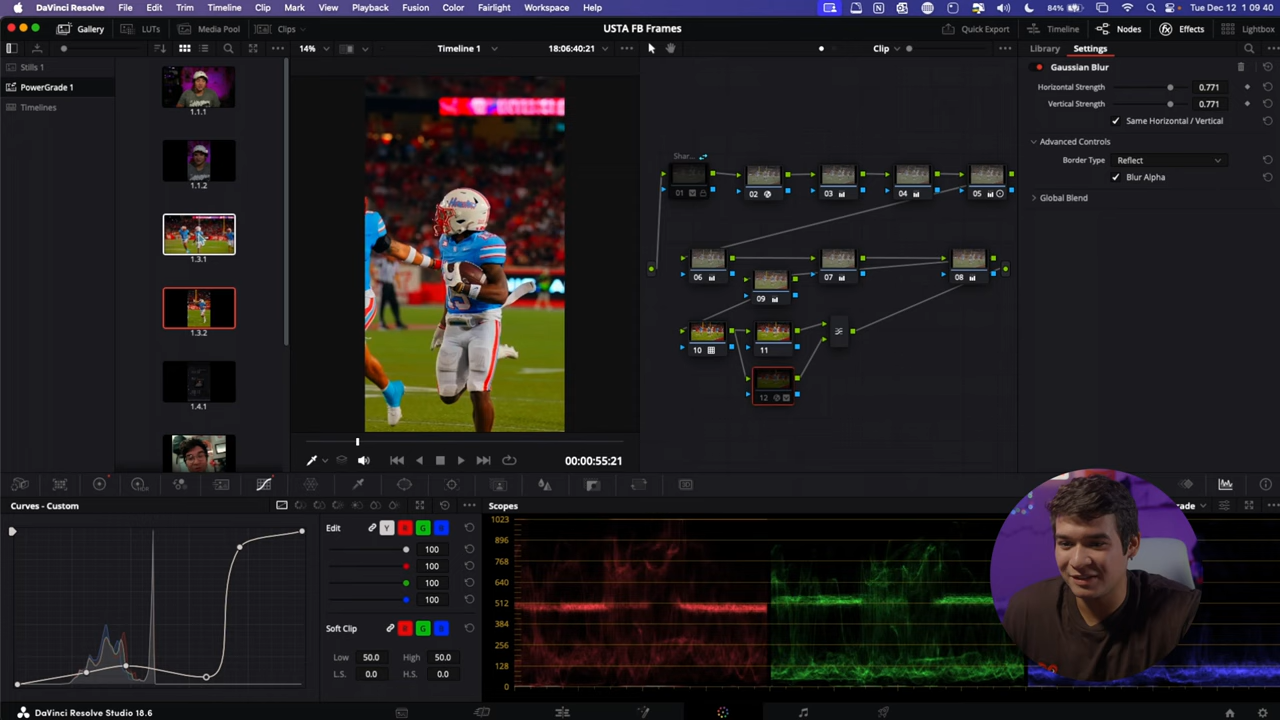 DaVinci Resolve File Edit Trim Timeline Clip Mark View Playback Fusion Color Fairlight Workspace Help 84% Tue Dec 12 1 09 40
Gallery LUTs Media Pool Clips USTA FB Frames Quick Export Timeline Nodes Effects Lightbox
14% Timeline 1 18:06:40:21 Clip Library Settings
Stills 1
PowerGrade 1
Timelines
1.1.1
1.1.2
1.3.1
1.3.2
1.4.1
00:00:55:21
Shar...
01 02 03 04 05
06 07 08
09
10 11
12
Gaussian Blur
Horizontal Strength 0.771
Vertical Strength 0.771
Same Horizontal / Vertical
Advanced Controls
Border Type Reflect
Blur Alpha
Global Blend
Curves - Custom
Edit Y R G B
100
100
100
100
Soft Clip R G B
Low 50.0 High 50.0
L.S. 0.0 H.S. 0.0
Scopes
1023
896
768
640
512
384
256
128
0
DaVinci Resolve Studio 18.6